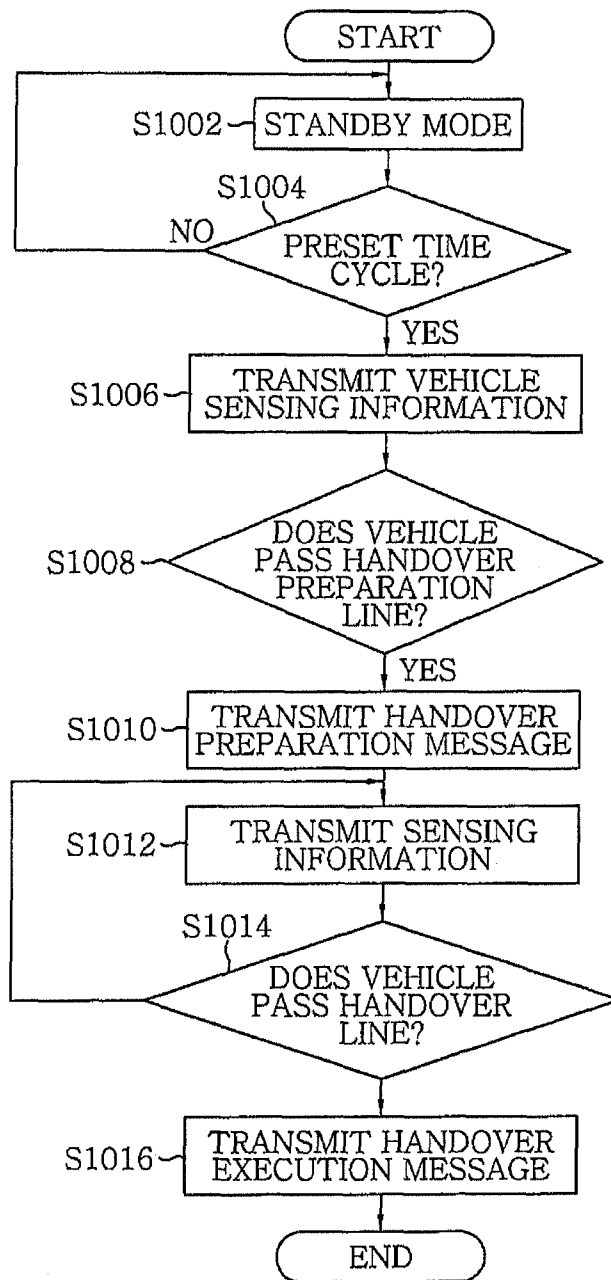 START
S1002
STANDBY MODE
S1004
NO
PRESET TIME
CYCLE?
YES
S1006
TRANSMIT VEHICLE
SENSING INFORMATION
S1008
DOES VEHICLE
PASS HANDOVER
PREPARATION
LINE?
YES
S1010
TRANSMIT HANDOVER
PREPARATION MESSAGE
S1012
TRANSMIT SENSING
INFORMATION
S1014
DOES VEHICLE
PASS HANDOVER
LINE?
S1016
TRANSMIT HANDOVER
EXECUTION MESSAGE
END